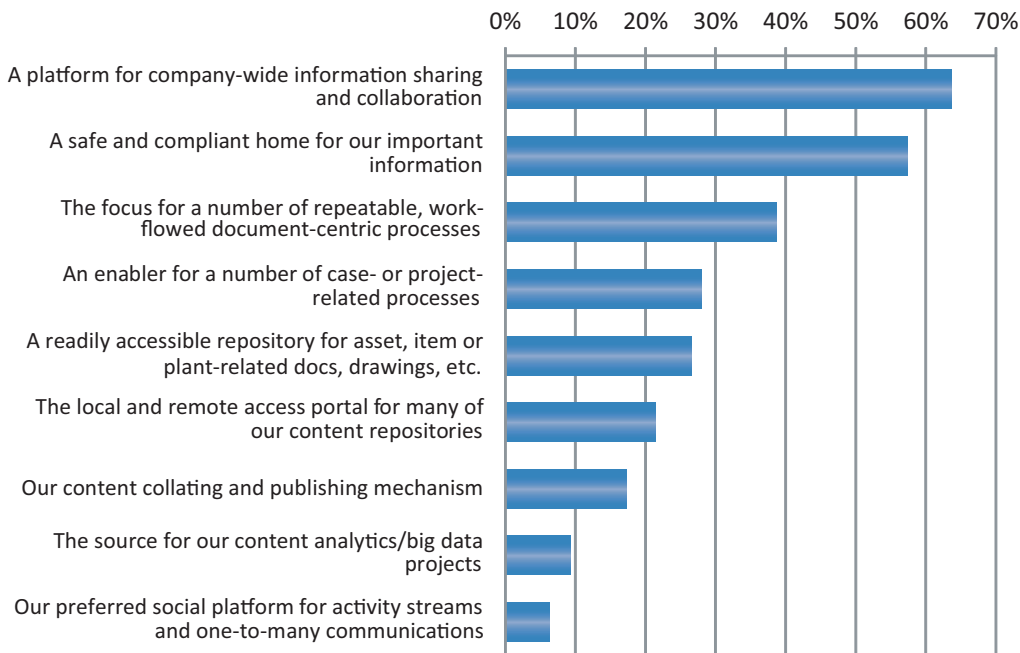 0% 10% 20% 30% 40% 50% 60% 70%
A platform for company-wide information sharing
and collaboration
A safe and compliant home for our important
information
The focus for a number of repeatable, work-
flowed document-centric processes
An enabler for a number of case- or project-
related processes
A readily accessible repository for asset, item or
plant-related docs, drawings, etc.
The local and remote access portal for many of
our content repositories
Our content collating and publishing mechanism
The source for our content analytics/big data
projects
Our preferred social platform for activity streams
and one-to-many communications